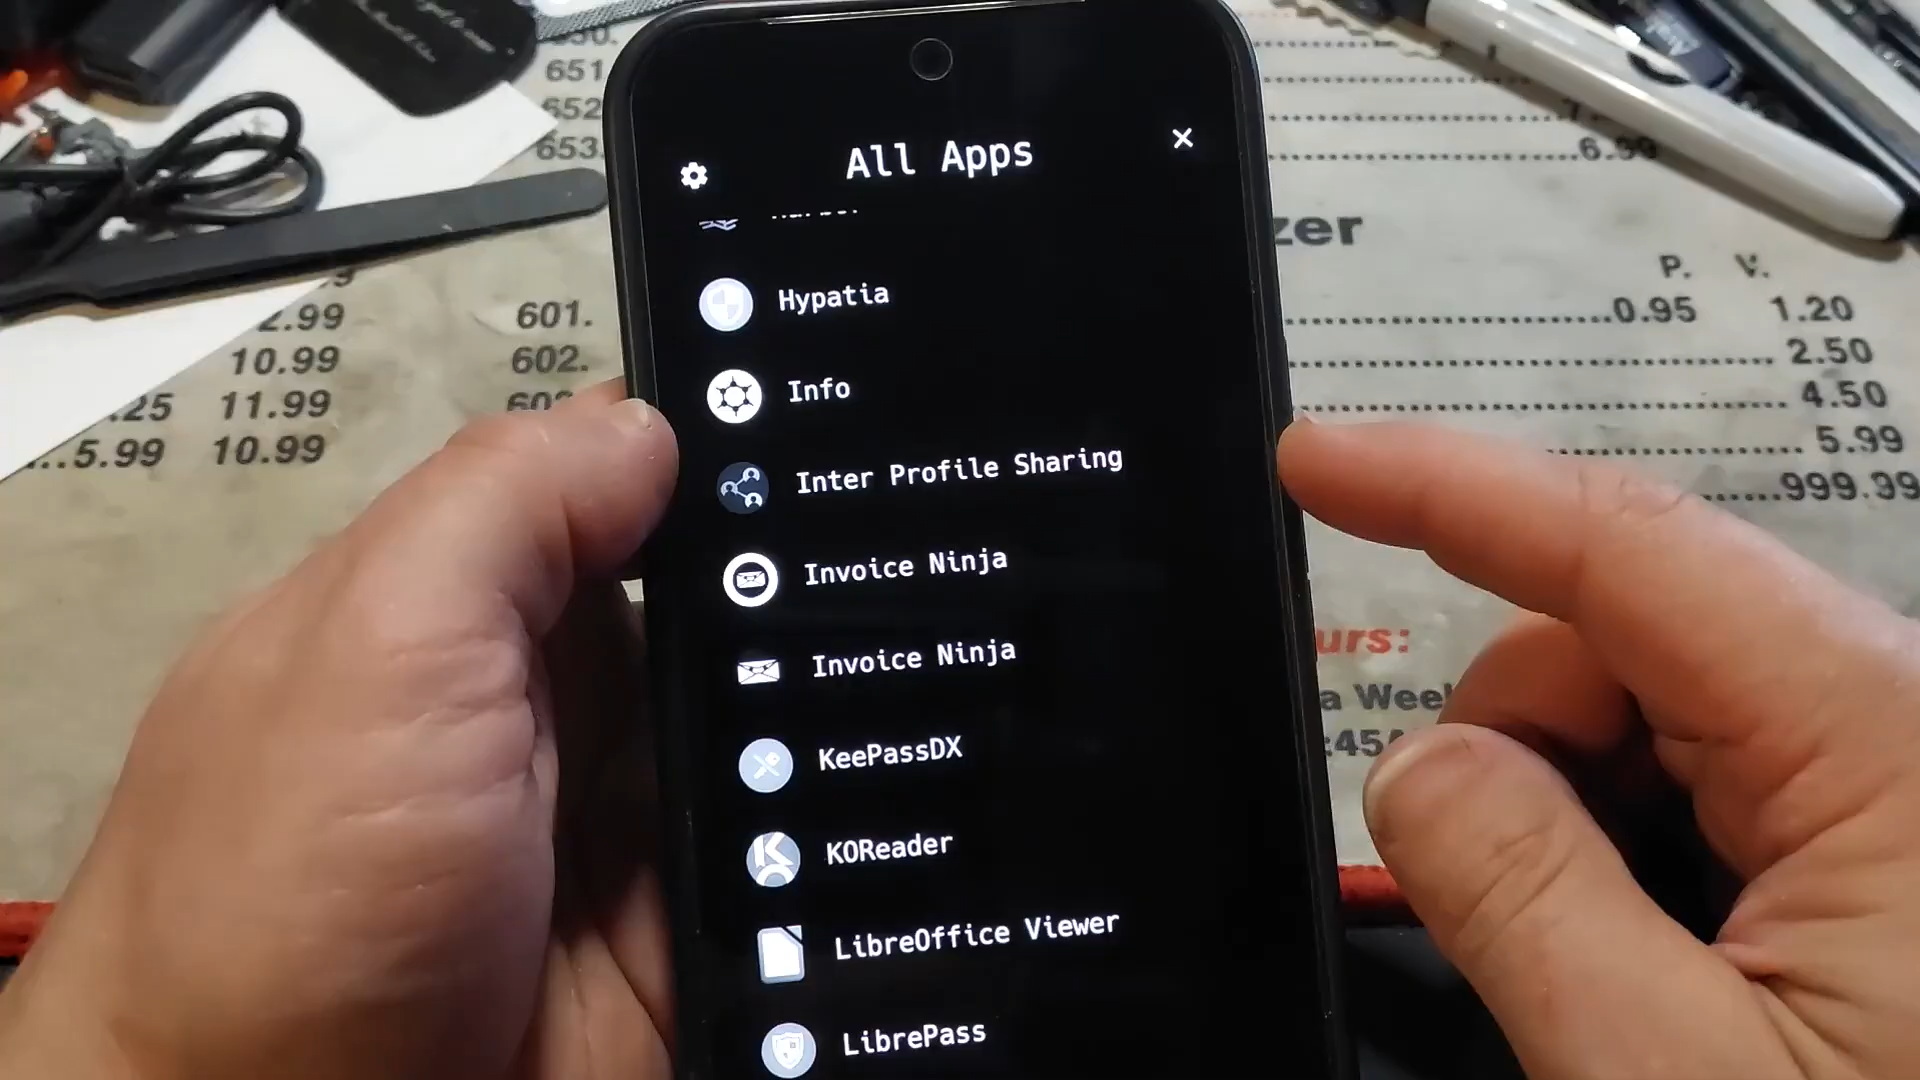 All Apps
Hypatia
Info
Inter Profile Sharing
Invoice Ninja
Invoice Ninja
KeePassDX
KOReader
LibreOffice Viewer
LibrePass
651
652
653.
2.99 601.
10.99 602.
.25 11.99
...5.99 10.99
6.99
zer
P. V.
0.95 1.20
2.50
4.50
5.99
999.99
urs:
a Week
:45